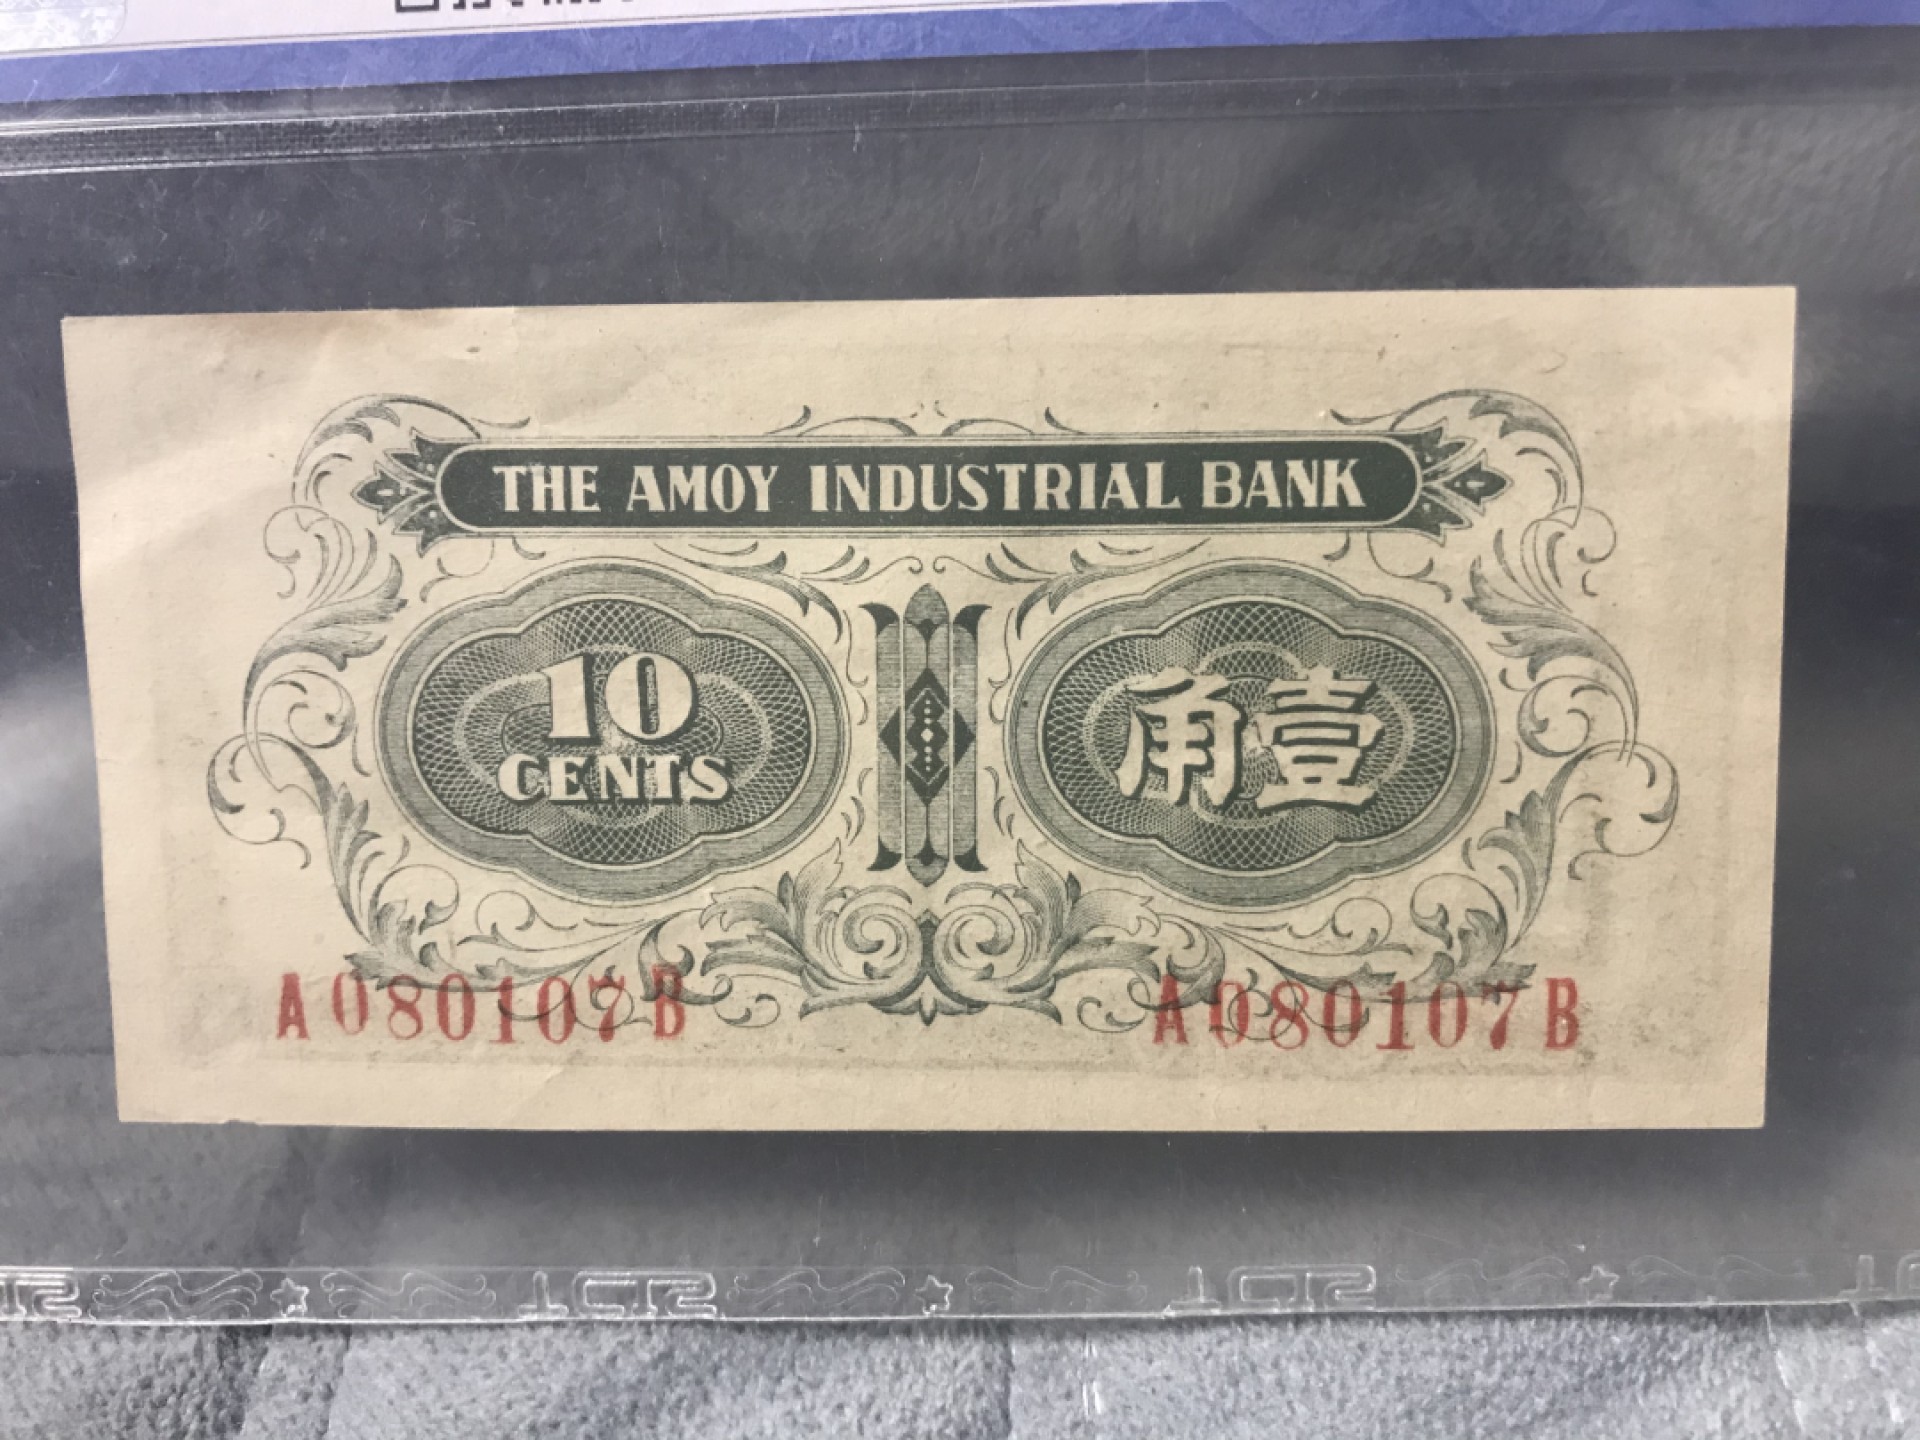 THE AMOY INDUSTRIAL BANK
10
CENTS
角壹
A080107B
A080107B